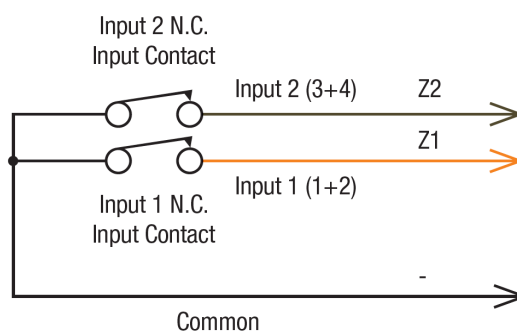 Input 2 N.C.
Input Contact
Input 2 (3+4)
Z2
Z1
Input 1 (1+2)
Input 1 N.C.
Input Contact
-
Common